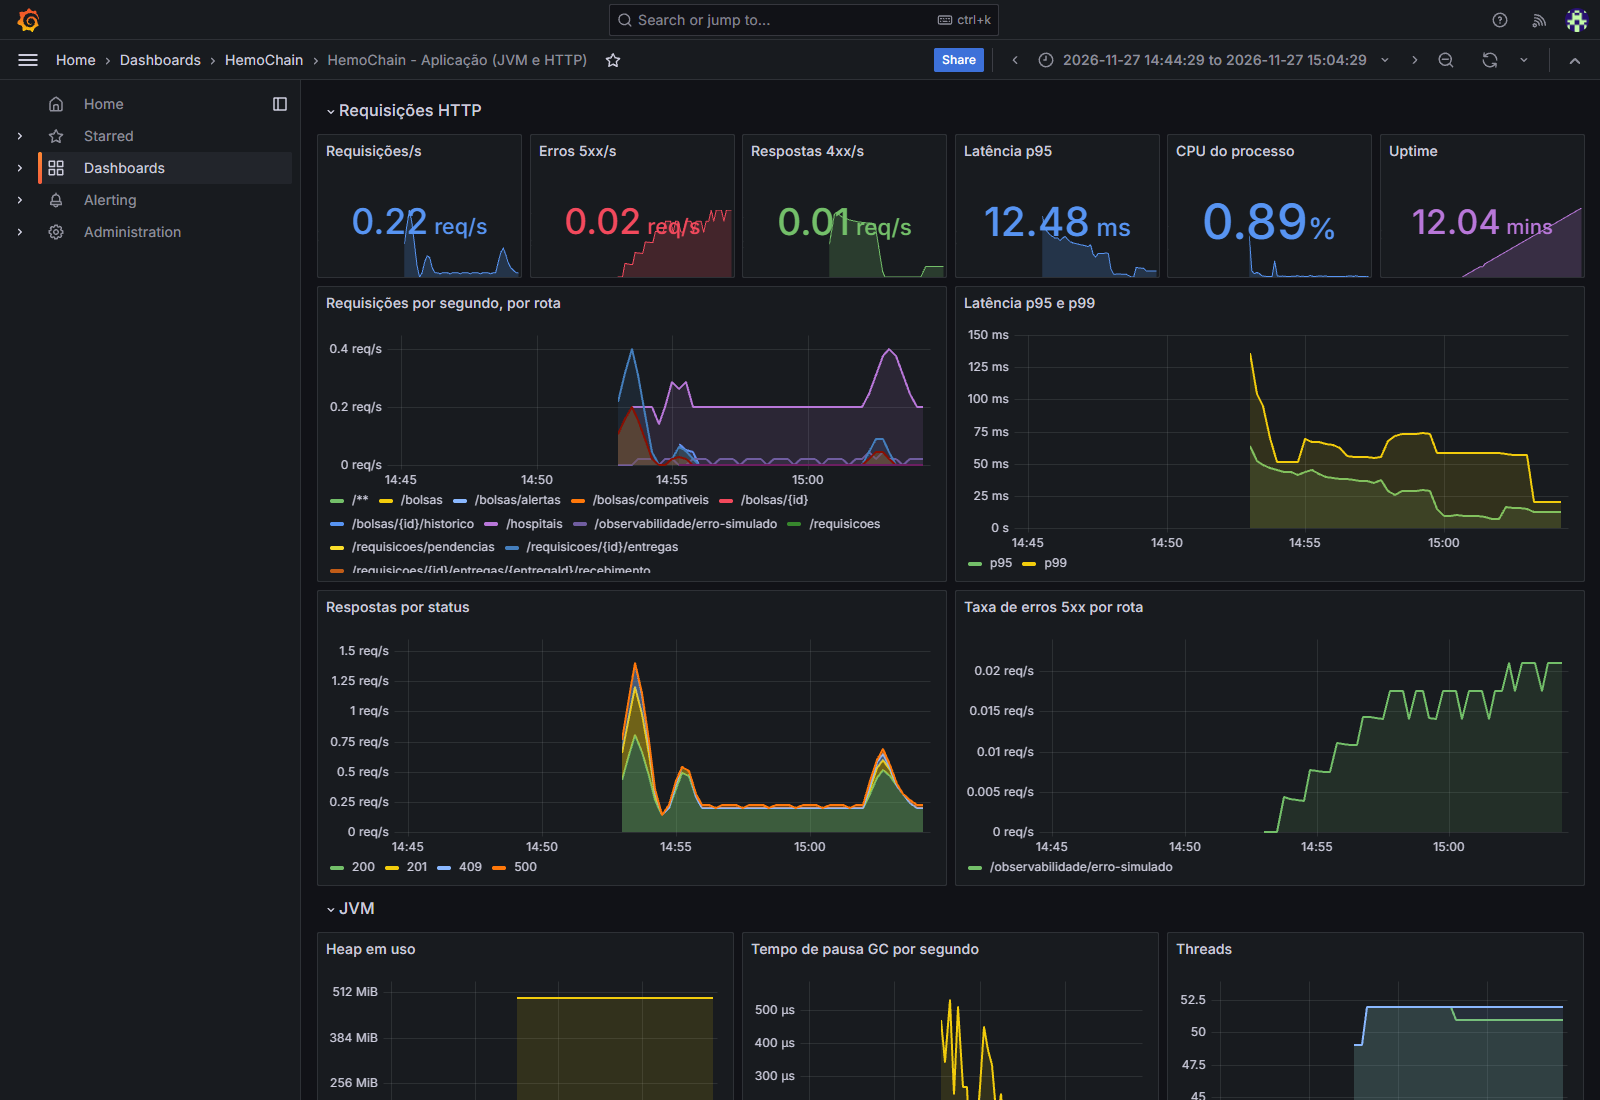 Search or jump to... ctrl+k
Home › Dashboards › HemoChain › HemoChain - Aplicação (JVM e HTTP) Share 2026-11-27 14:44:29 to 2026-11-27 15:04:29
Home
Starred
Dashboards
Alerting
Administration
Requisições HTTP
Requisições/s
0.22 req/s
Erros 5xx/s
0.02 req/s
Respostas 4xx/s
0.01 req/s
Latência p95
12.48 ms
CPU do processo
0.89%
Uptime
12.04 mins
Requisições por segundo, por rota
0.4 req/s
0.2 req/s
0 req/s
14:45 14:50 14:55 15:00
/** /bolsas /bolsas/alertas /bolsas/compativeis /bolsas/{id}
/bolsas/{id}/historico /hospitais /observabilidade/erro-simulado /requisicoes
/requisicoes/pendencias /requisicoes/{id}/entregas
/requisicoes/{id}/entregas/{entregaId}/recebimento
Latência p95 e p99
150 ms
125 ms
100 ms
75 ms
50 ms
25 ms
0 s
14:45 14:50 14:55 15:00
p95 p99
Respostas por status
1.5 req/s
1.25 req/s
1 req/s
0.75 req/s
0.5 req/s
0.25 req/s
0 req/s
14:45 14:50 14:55 15:00
200 201 409 500
Taxa de erros 5xx por rota
0.02 req/s
0.015 req/s
0.01 req/s
0.005 req/s
0 req/s
14:45 14:50 14:55 15:00
/observabilidade/erro-simulado
JVM
Heap em uso
512 MiB
384 MiB
256 MiB
Tempo de pausa GC por segundo
500 µs
400 µs
300 µs
Threads
52.5
50
47.5
45